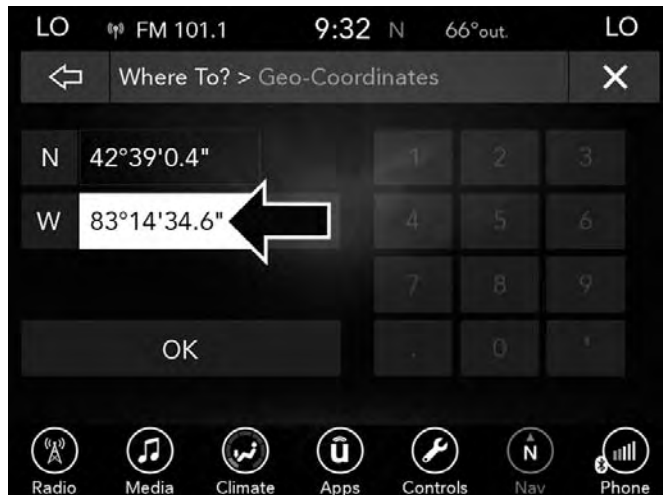 LO FM 101.1 9:32 N 66°out. LO
Where To? > Geo-Coordinates X
N 42°39'0.4" 1 2 3
W 83°14'34.6" 4 5 6
7 8 9
OK . 0 '
û N
Radio Media Climate Apps Controls Nav Phone